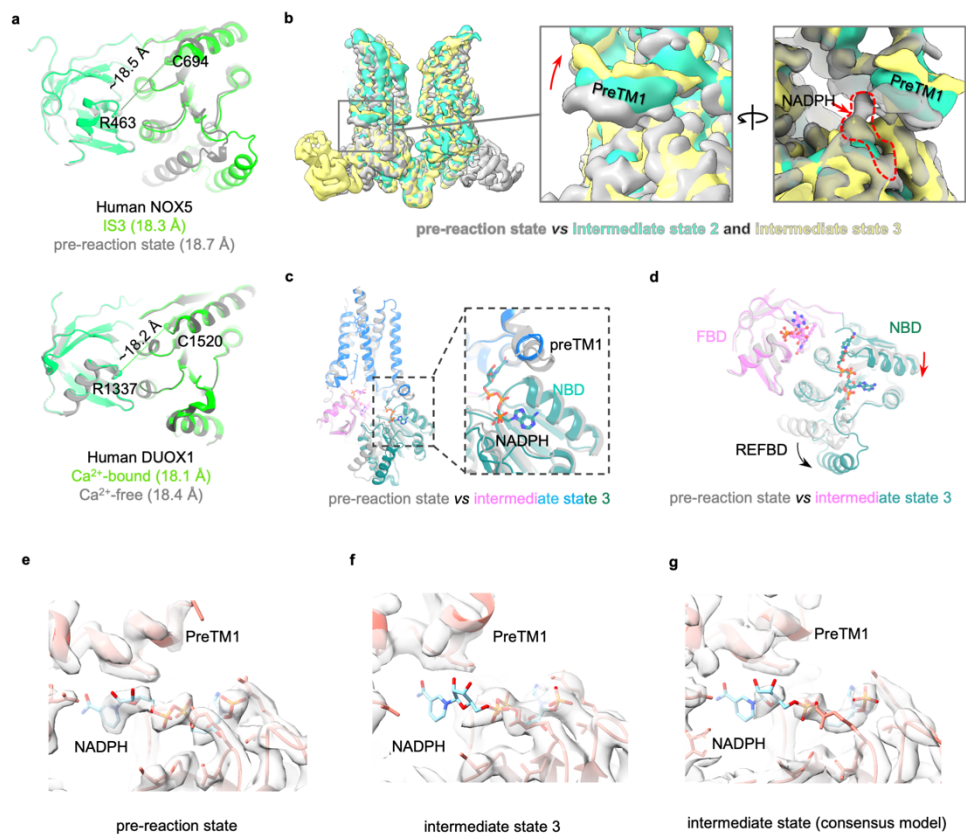 a
~18.5 Å
C694
R463
Human NOX5
IS3 (18.3 Å)
pre-reaction state (18.7 Å)
~18.2 Å
C1520
R1337
Human DUOX1
Ca²⁺-bound (18.1 Å)
Ca²⁺-free (18.4 Å)
b
PreTM1
NADPH
PreTM1
pre-reaction state vs Intermediate state 2 and Intermediate state 3
c
preTM1
NBD
NADPH
pre-reaction state vs intermediate state 3
d
FBD
NBD
REFBD
pre-reaction state vs intermediate state 3
e
PreTM1
NADPH
pre-reaction state
f
PreTM1
NADPH
intermediate state 3
g
PreTM1
NADPH
intermediate state (consensus model)